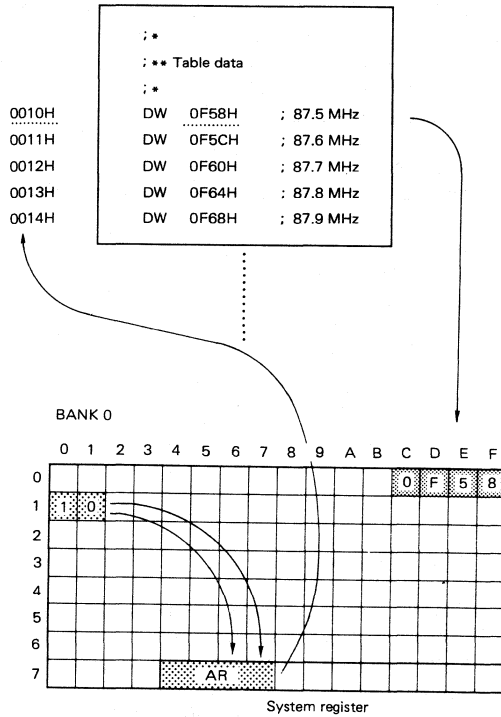 ; *
; ** Table data
; *
0010H DW 0F58H ; 87.5 MHz
0011H DW 0F5CH ; 87.6 MHz
0012H DW 0F60H ; 87.7 MHz
0013H DW 0F64H ; 87.8 MHz
0014H DW 0F68H ; 87.9 MHz
BANK 0
0 1 2 3 4 5 6 7 8 9 A B C D E F
0 0 F 5 8
1 1 0
2
3
4
5
6
7 AR
System register